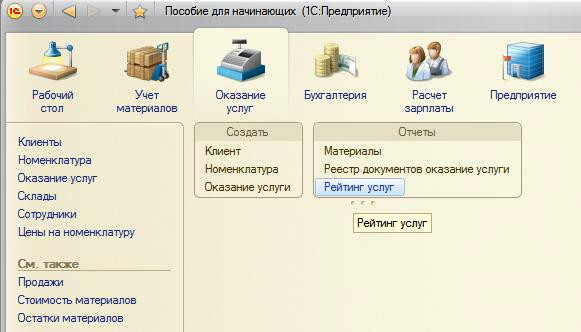 1С Пособие для начинающих (1С:Предприятие)
Рабочий
стол
Учет
материалов
Оказание
услуг
Бухгалтерия
Расчет
зарплаты
Предприятие
Клиенты
Номенклатура
Оказание услуг
Склады
Сотрудники
Цены на номенклатуру
См. также
Продажи
Стоимость материалов
Остатки материалов
Создать
Клиент
Номенклатура
Оказание услуги
Отчеты
Материалы
Реестр документов оказание услуги
Рейтинг услуг
Рейтинг услуг